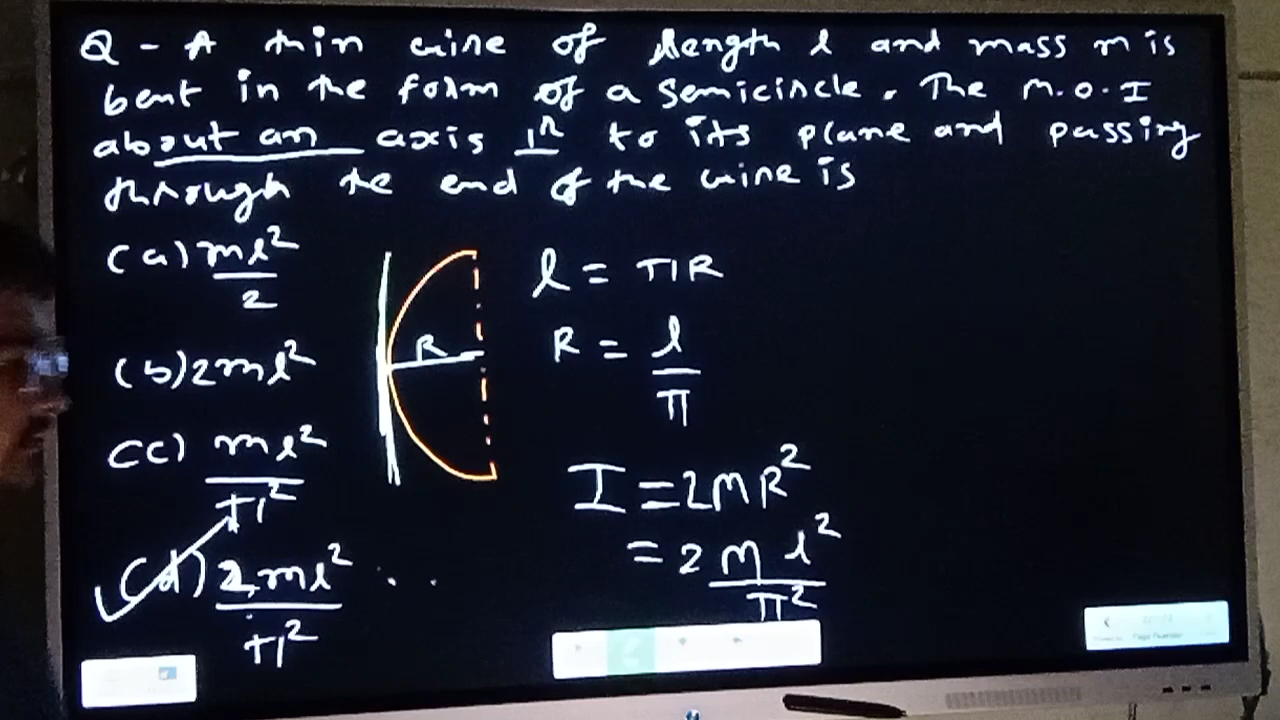 Q - A thin wire of length l and mass m is
bent in the form of a semicircle. The M.O.I
about an axis ⊥R to its plane and passing
through the end of the wire is
(a) ml²/2
(b) 2ml²
(c) ml²/π²
(d) 2ml²/π² ..
R
l = πR
R = l/π
I = 2MR²
= 2 M l²/π²